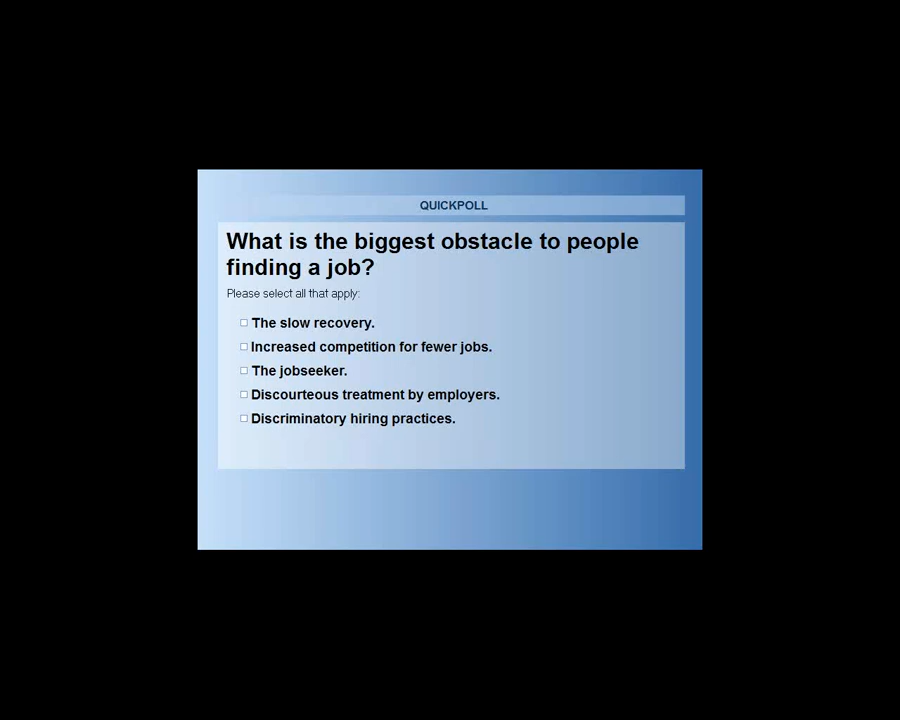 QUICKPOLL
What is the biggest obstacle to people
finding a job?
Please select all that apply:
The slow recovery.
Increased competition for fewer jobs.
The jobseeker.
Discourteous treatment by employers.
Discriminatory hiring practices.